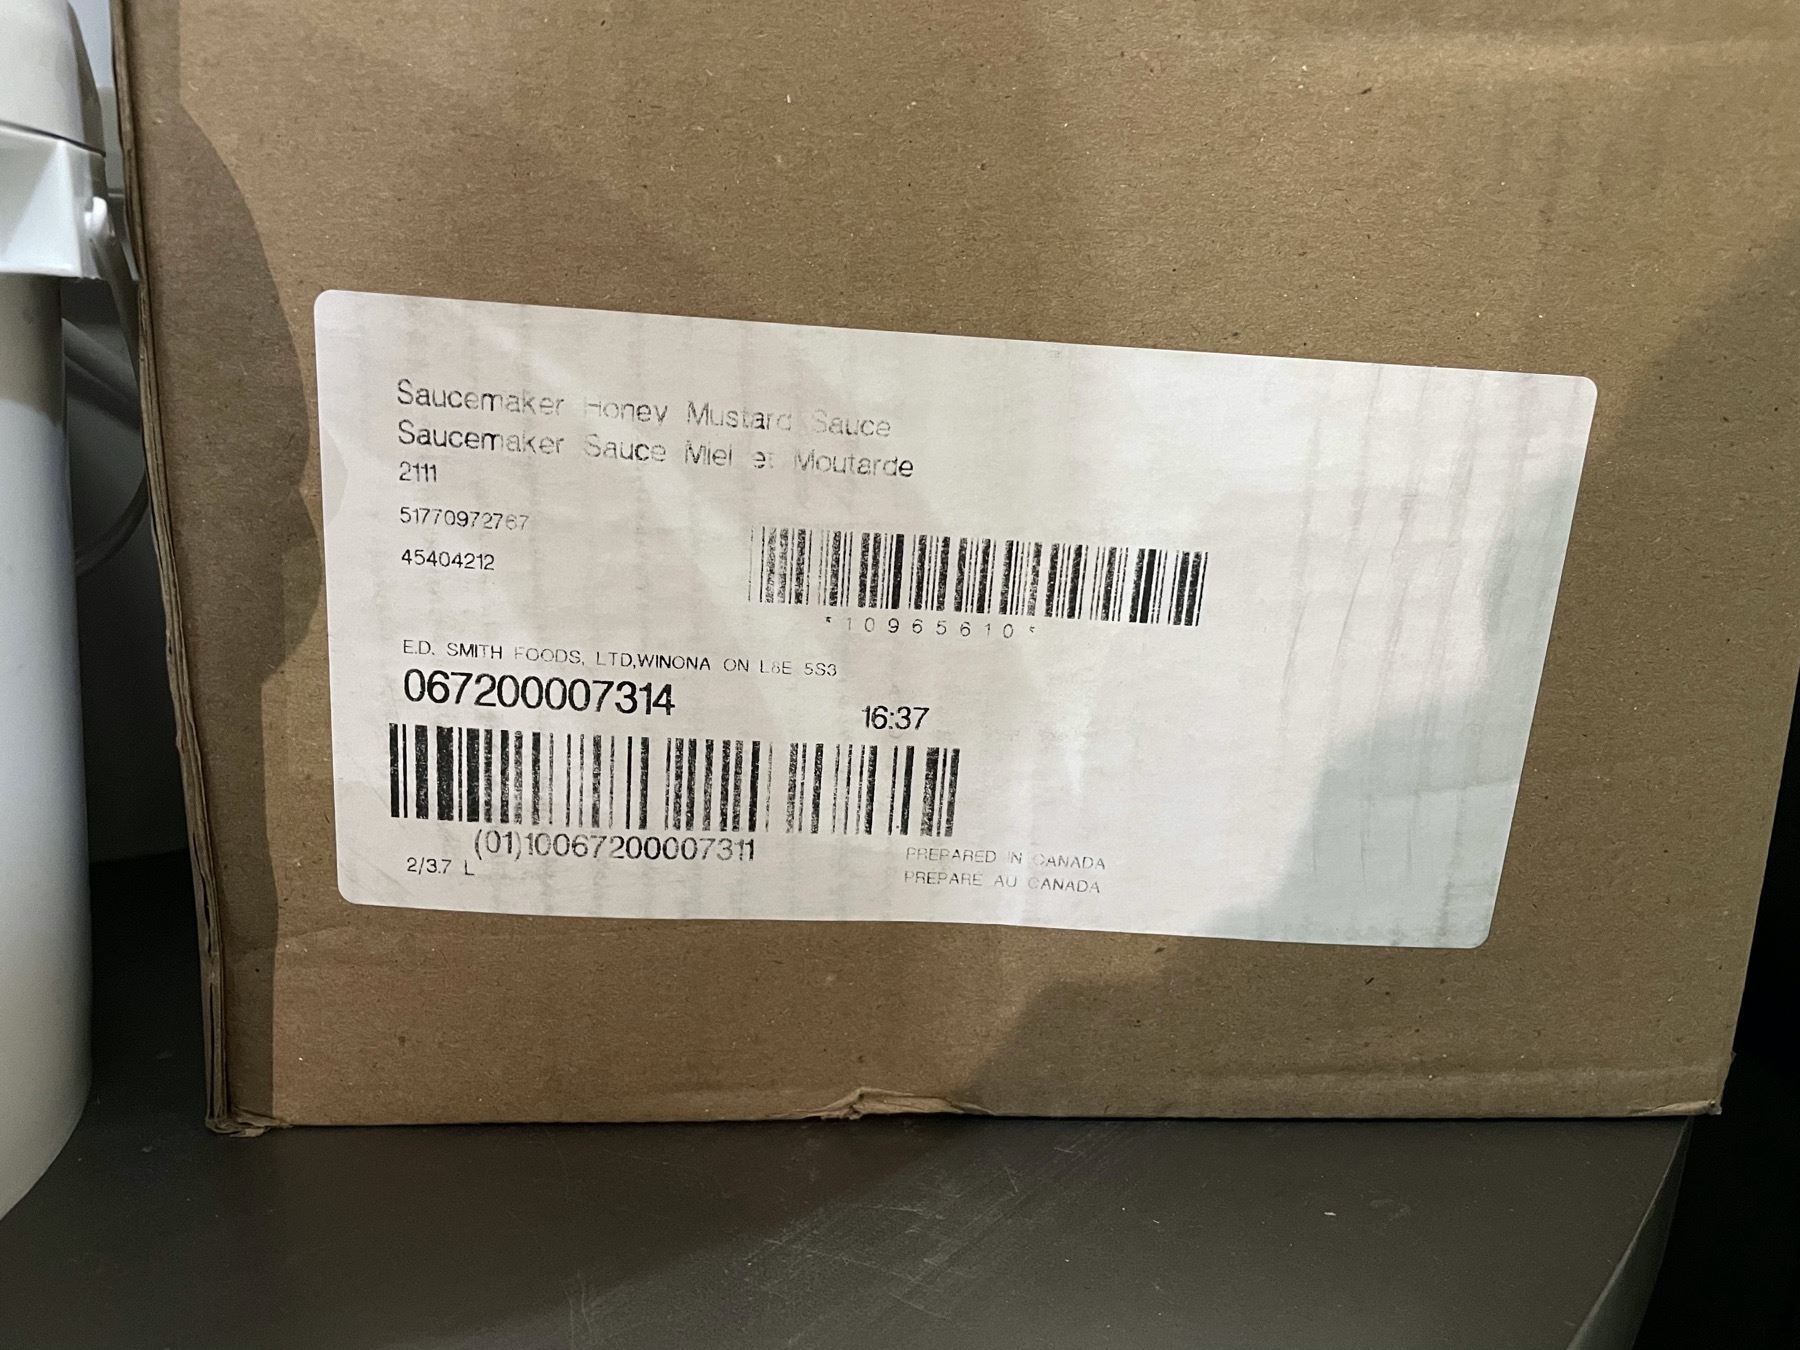 Saucemaker Honey Mustard Sauce
Saucemaker Sauce Miel et Moutarde
2111
51770972767
45404212
*10965610*
E.D. SMITH FOODS, LTD,WINONA ON L8E 5S3
067200007314
16:37
(01)10067200007311
2/3.7 L
PREPARED IN CANADA
PREPARE AU CANADA